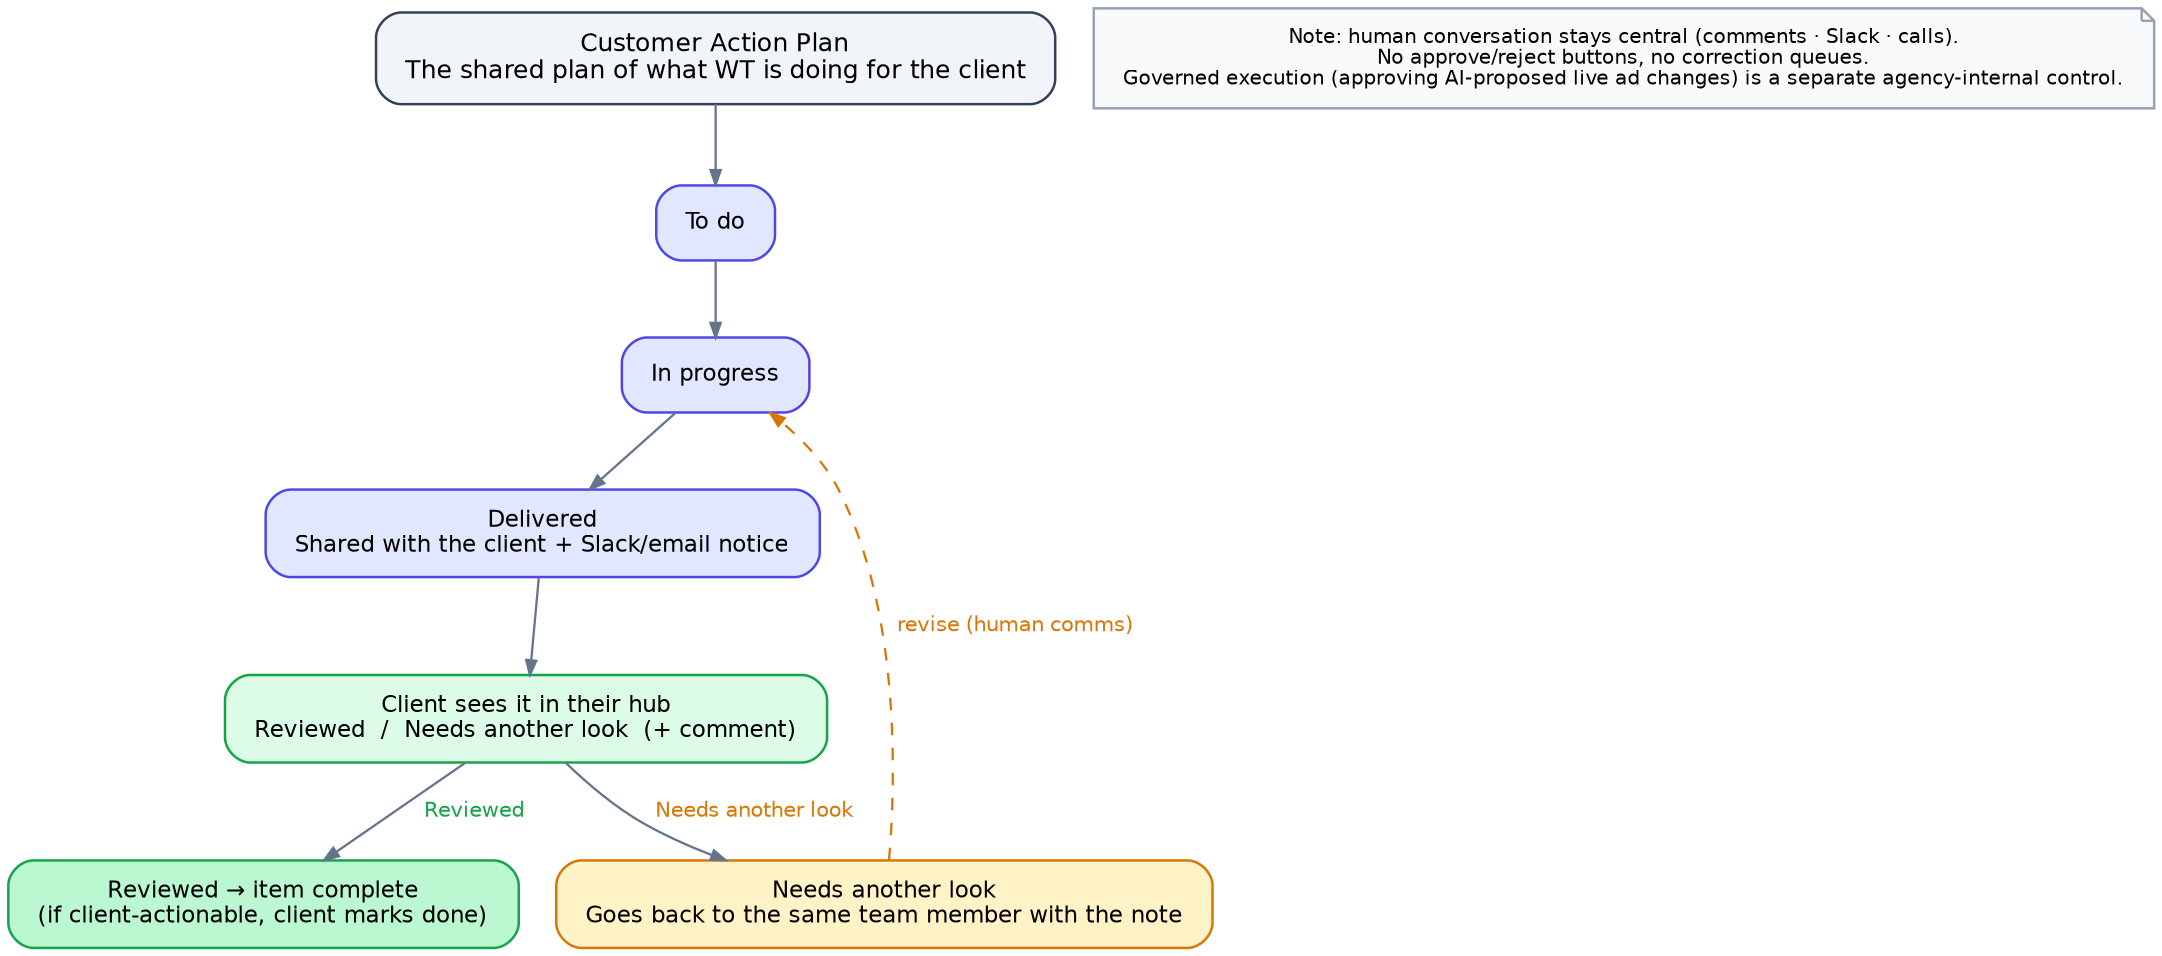 Customer Action Plan
The shared plan of what WT is doing for the client
Note: human conversation stays central (comments · Slack · calls).
No approve/reject buttons, no correction queues.
Governed execution (approving AI-proposed live ad changes) is a separate agency-internal control.
To do
In progress
Delivered
Shared with the client + Slack/email notice
revise (human comms)
Client sees it in their hub
Reviewed  /  Needs another look  (+ comment)
Reviewed
Needs another look
Reviewed → item complete
(if client-actionable, client marks done)
Needs another look
Goes back to the same team member with the note